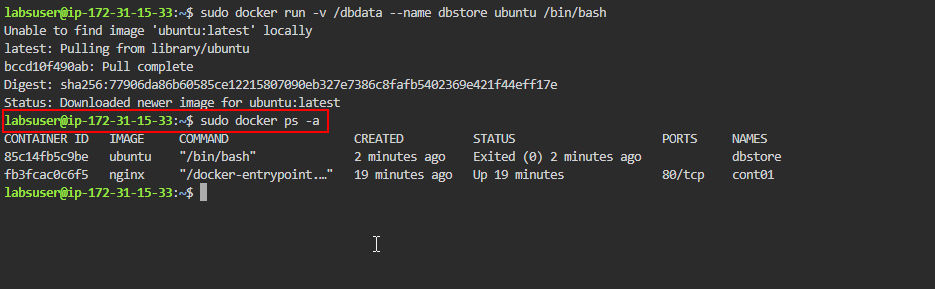 labsuser@ip-172-31-15-33:~$ sudo docker run -v /dbdata --name dbstore ubuntu /bin/bash
Unable to find image 'ubuntu:latest' locally
latest: Pulling from library/ubuntu
bccd10f490ab: Pull complete
Digest: sha256:77906da86b60585ce12215807090eb327e7386c8fafb5402369e421f44eff17e
Status: Downloaded newer image for ubuntu:latest
labsuser@ip-172-31-15-33:~$ sudo docker ps -a
CONTAINER ID   IMAGE     COMMAND                  CREATED          STATUS                     PORTS     NAMES
85c14fb5c9be   ubuntu    "/bin/bash"              2 minutes ago    Exited (0) 2 minutes ago             dbstore
fb3fcac0c6f5   nginx     "/docker-entrypoint.…"   19 minutes ago   Up 19 minutes              80/tcp    cont01
labsuser@ip-172-31-15-33:~$